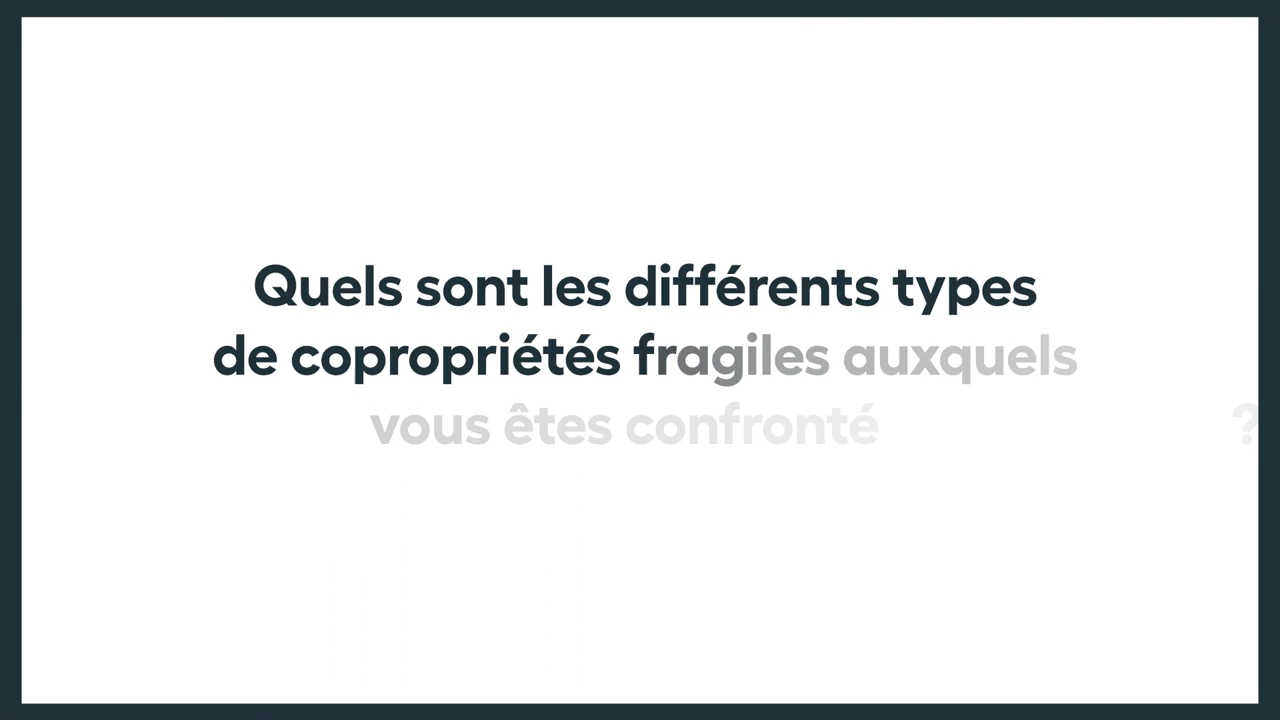 Quels sont les différents types
de copropriétés fragiles auxquels
vous êtes confronté ?